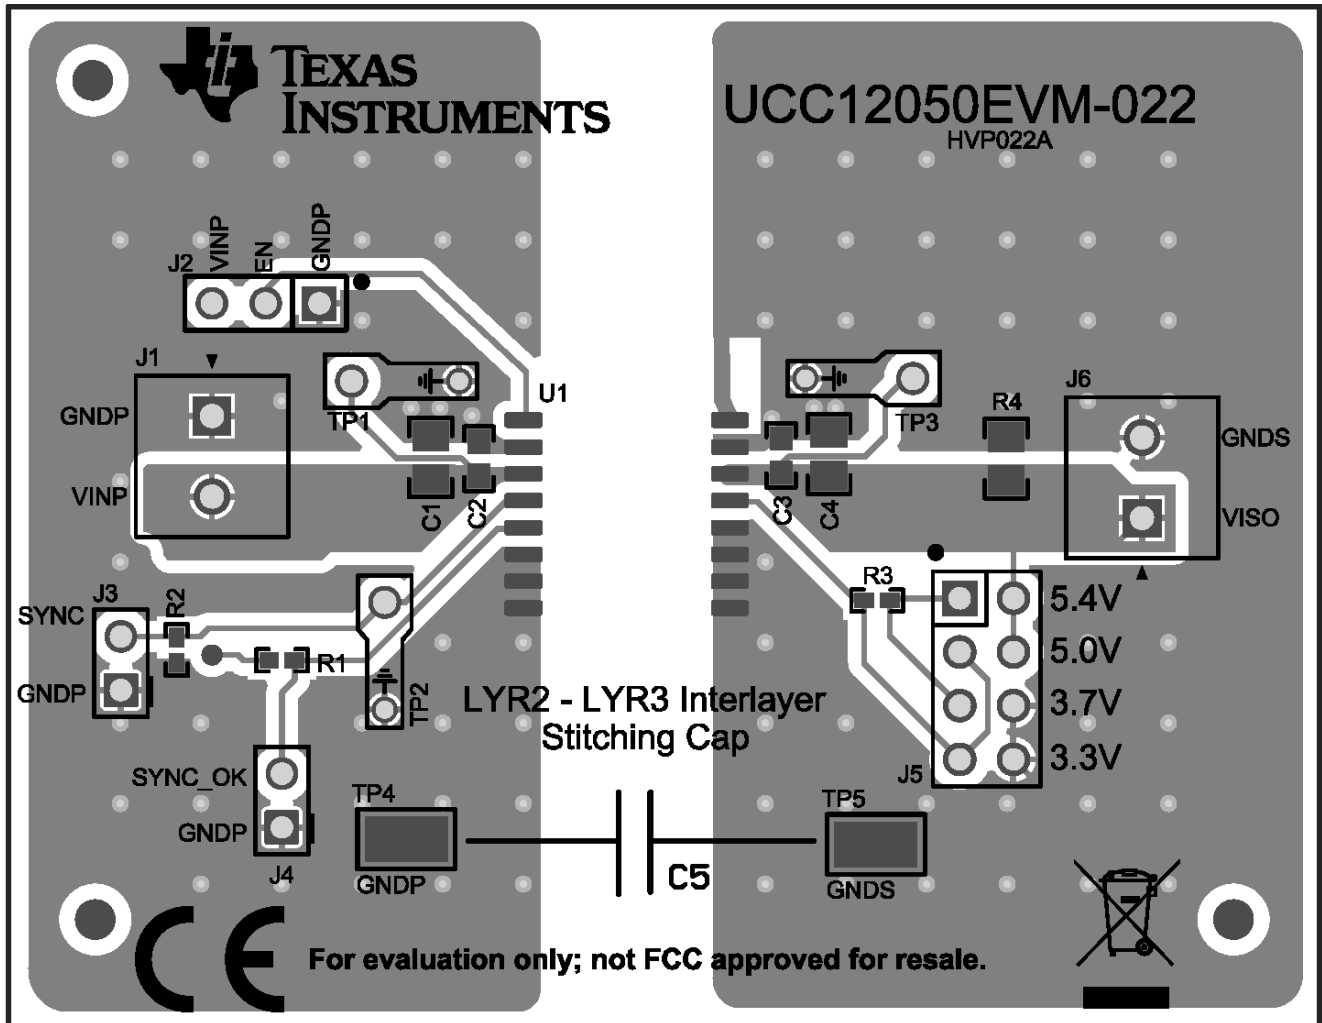 TEXAS
INSTRUMENTS
UCC12050EVM-022
HVP022A
J2
VINP
EN
GNDP
J1
GNDP
VINP
TP1
U1
C1
C2
TP3
R4
J6
GNDS
VISO
C3
C4
J3
SYNC
GNDP
R2
R1
TP2
R3
5.4V
5.0V
3.7V
3.3V
J5
LYR2 - LYR3 Interlayer
Stitching Cap
SYNC_OK
GNDP
J4
TP4
GNDP
C5
TP5
GNDS
CE
For evaluation only; not FCC approved for resale.